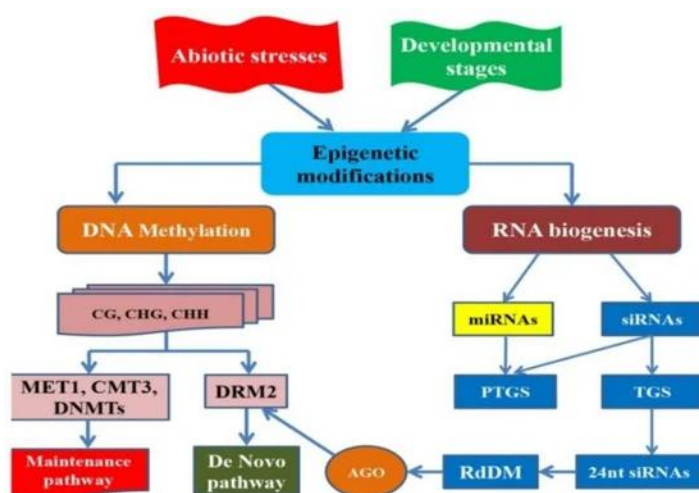 Abiotic stresses
Developmental
stages
Epigenetic
modifications
DNA Methylation
RNA biogenesis
CG, CHG, CHH
miRNAs
siRNAs
MET1, CMT3,
DNMTs
DRM2
PTGS
TGS
Maintenance
pathway
De Novo
pathway
AGO
RdDM
24nt siRNAs